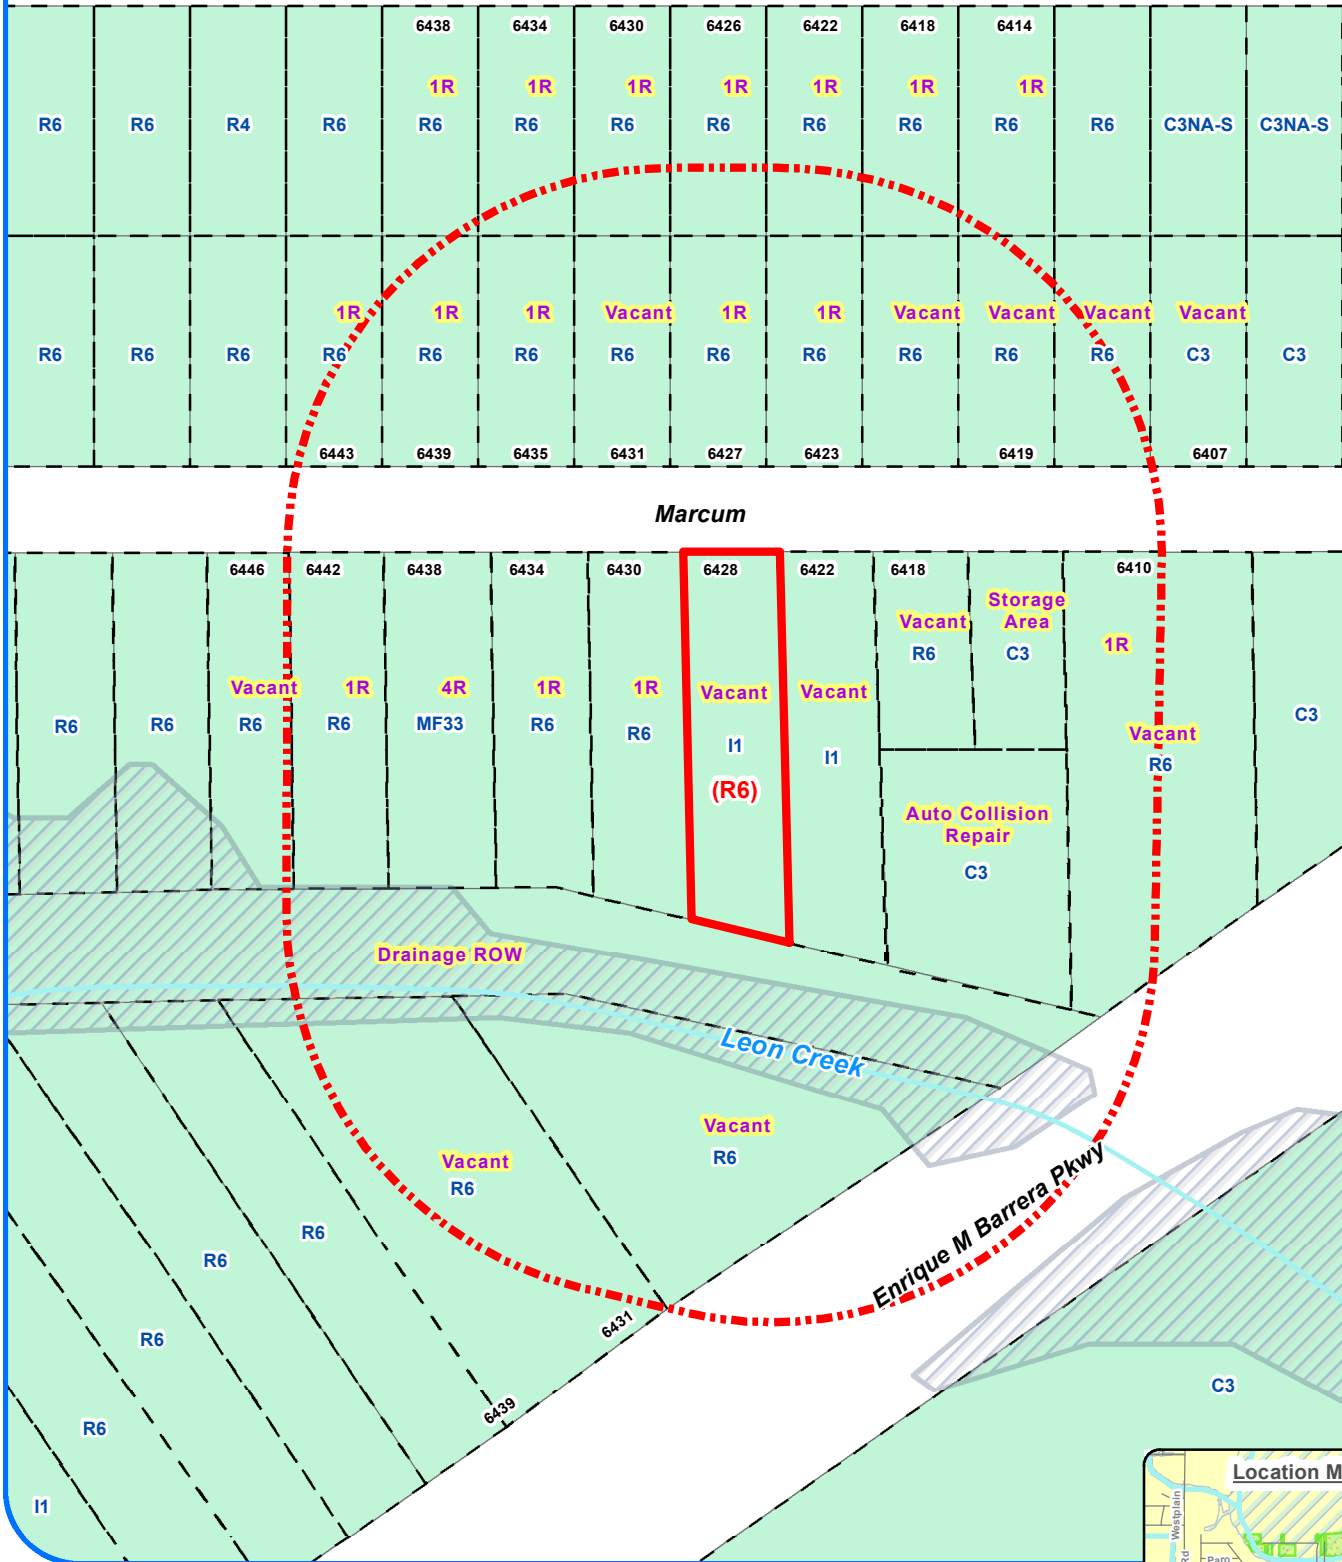 6438 6434 6430 6426 6422 6418 6414
1R 1R 1R 1R 1R 1R 1R
R6 R6 R4 R6 R6 R6 R6 R6 R6 R6 R6 R6 C3NA-S C3NA-S
1R 1R 1R Vacant 1R 1R Vacant Vacant Vacant Vacant
R6 R6 R6 R6 R6 R6 R6 R6 R6 R6 R6 R6 C3 C3
6443 6439 6435 6431 6427 6423 6419 6407
Marcum
6446 6442 6438 6434 6430 6428 6422 6418 6410
Storage
Area
Vacant
R6 C3
1R
Vacant 1R 4R 1R 1R Vacant Vacant
R6 R6 R6 R6 MF33 R6 R6 I1 I1
(R6)
Vacant
R6
C3
Auto Collision
Repair
C3
Drainage ROW
Leon Creek
Vacant
R6
Vacant
R6
R6
R6
R6
R6
I1
Enrique M Barrera Pkwy
6431
6439
C3
Location M
Westplain
Rd
Paro